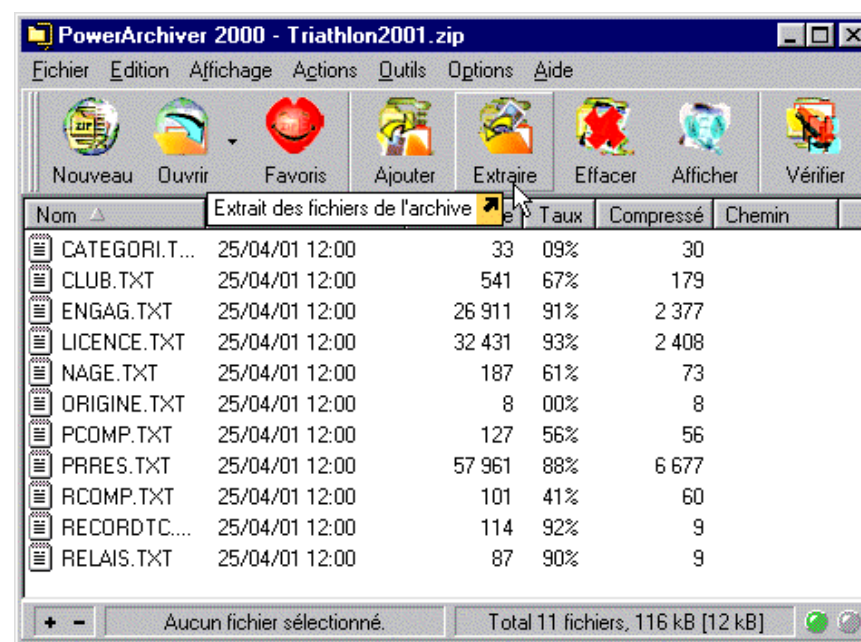 PowerArchiver 2000 - Triathlon2001.zip
Fichier Edition Affichage Actions Outils Options Aide
ZIP
Nouveau Ouvrir Favoris Ajouter Extraire Effacer Afficher Vérifier
Extrait des fichiers de l'archive
Nom Taux Compressé Chemin
CATEGORI.T... 25/04/01 12:00 33 09% 30
CLUB.TXT 25/04/01 12:00 541 67% 179
ENGAG.TXT 25/04/01 12:00 26 911 91% 2 377
LICENCE.TXT 25/04/01 12:00 32 431 93% 2 408
NAGE.TXT 25/04/01 12:00 187 61% 73
ORIGINE.TXT 25/04/01 12:00 8 00% 8
PCOMP.TXT 25/04/01 12:00 127 56% 56
PRRES.TXT 25/04/01 12:00 57 961 88% 6 677
RCOMP.TXT 25/04/01 12:00 101 41% 60
RECORDTC.... 25/04/01 12:00 114 92% 9
RELAIS.TXT 25/04/01 12:00 87 90% 9
+ - Aucun fichier sélectionné. Total 11 fichiers, 116 kB [12 kB]